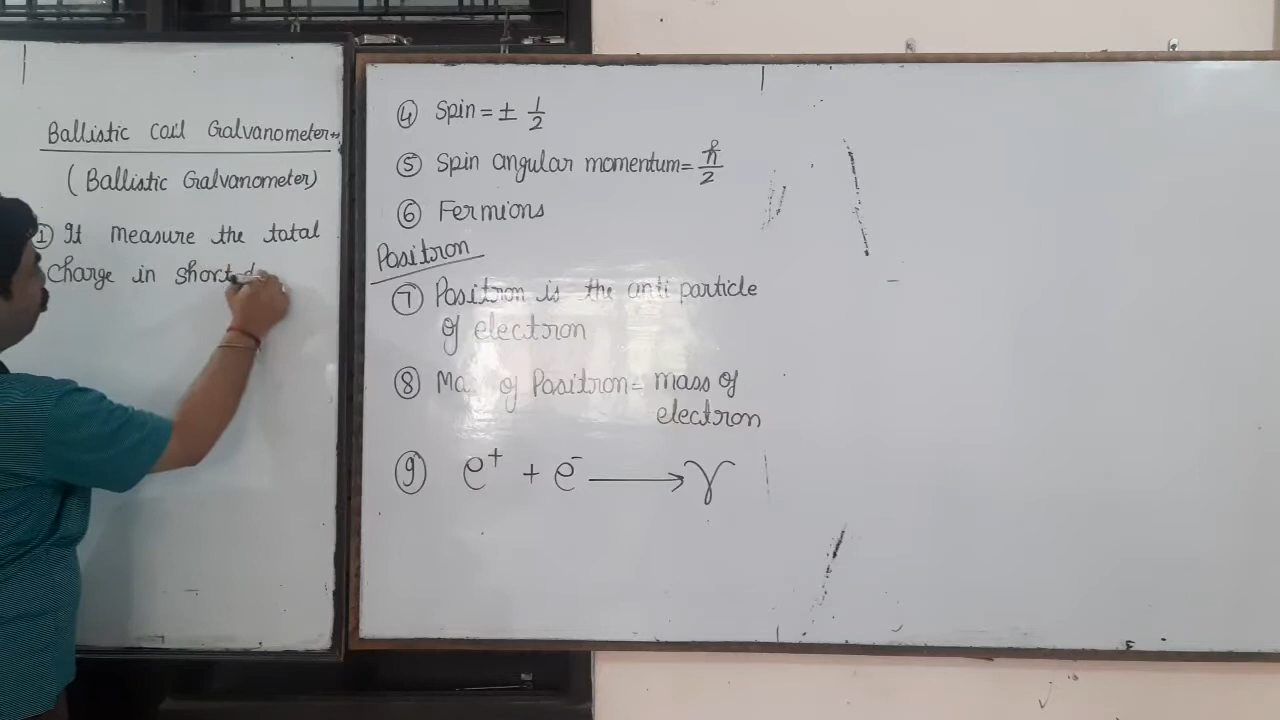 Ballistic Coil Galvanometer
(Ballistic Galvanometer)
① It measure the total
Charge in short d
④ Spin = ± 1/2
⑤ Spin angular momentum = ℏ/2
⑥ Fermions
Positron
⑦ Positron is the anti particle
of electron
⑧ Ma of Positron = mass of
electron
⑨ e⁺ + e⁻ ⟶ γ